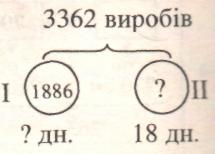 3362 виробів
I 1886 ? II
? дн. 18 дн.